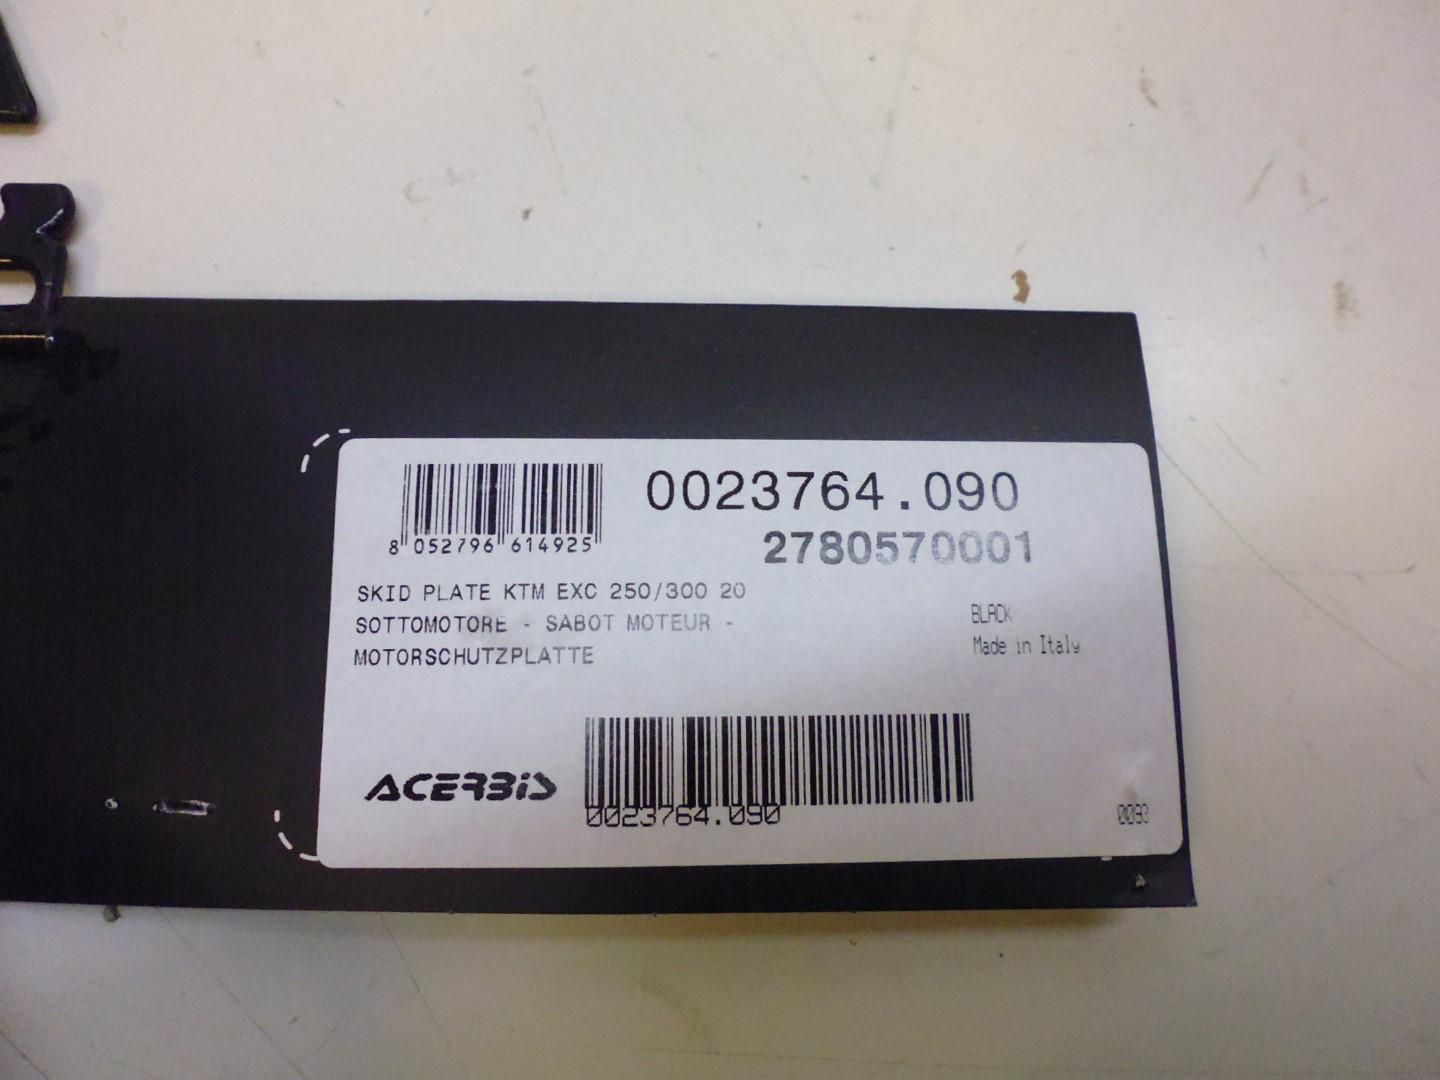 0023764.090
2780570001
8 052796 614925
SKID PLATE KTM EXC 250/300 20
SOTTOMOTORE - SABOT MOTEUR -
MOTORSCHUTZPLATTE
BLACK
Made in Italy
ACERBIS
0023764.090
0093